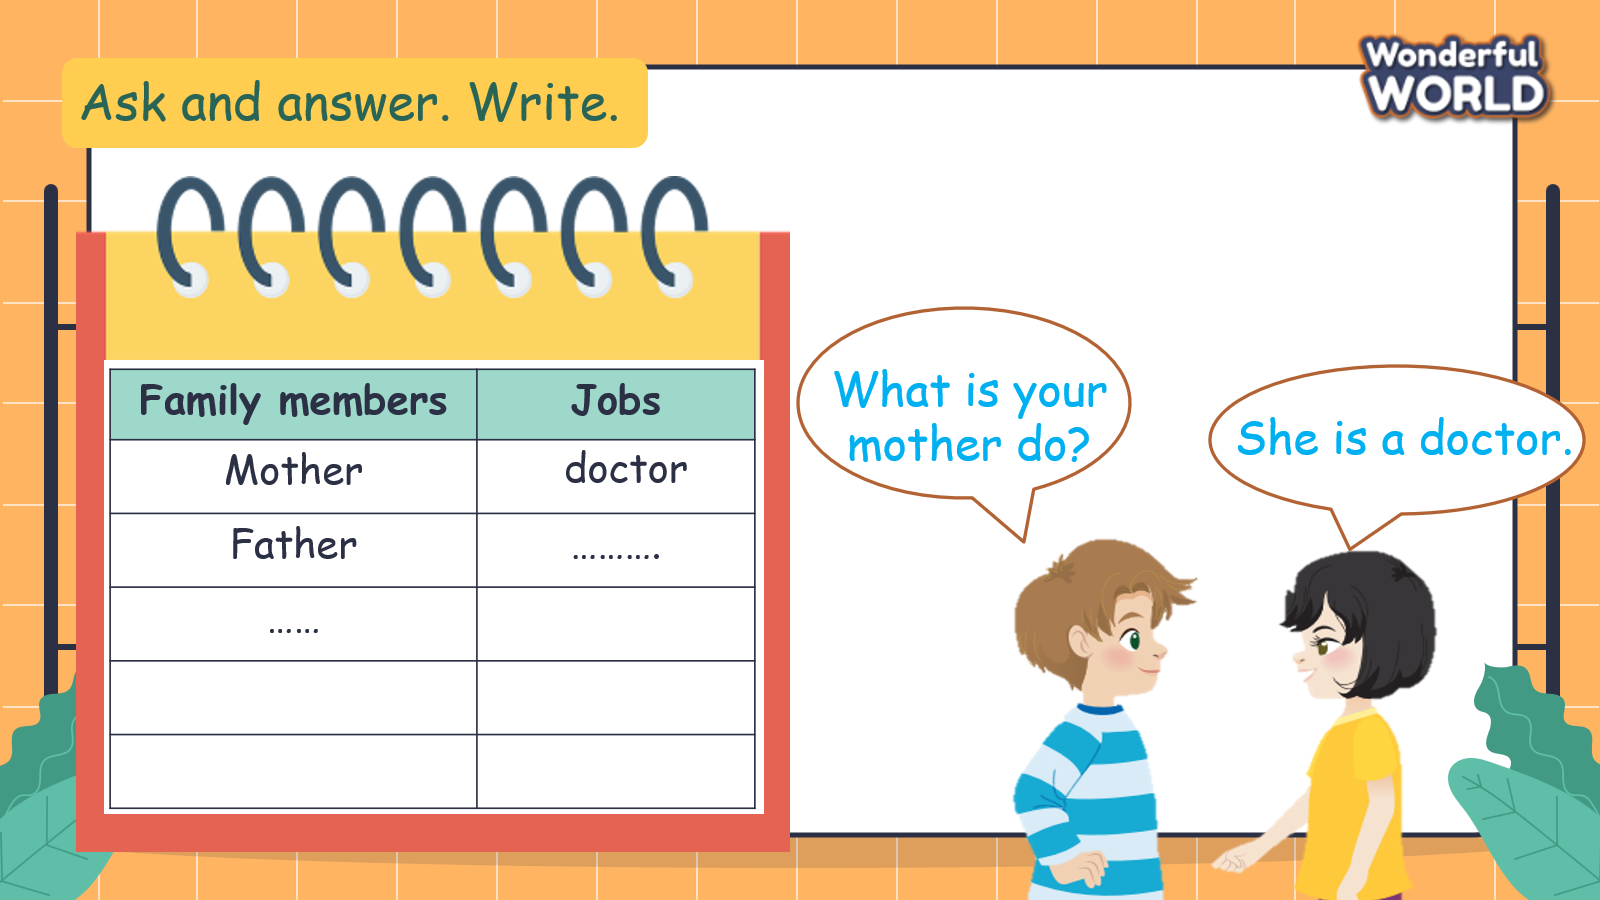 Ask and answer. Write.
Wonderful
WORLD
Family members Jobs
Mother doctor
Father ..........
......
What is your
mother do?
She is a doctor.